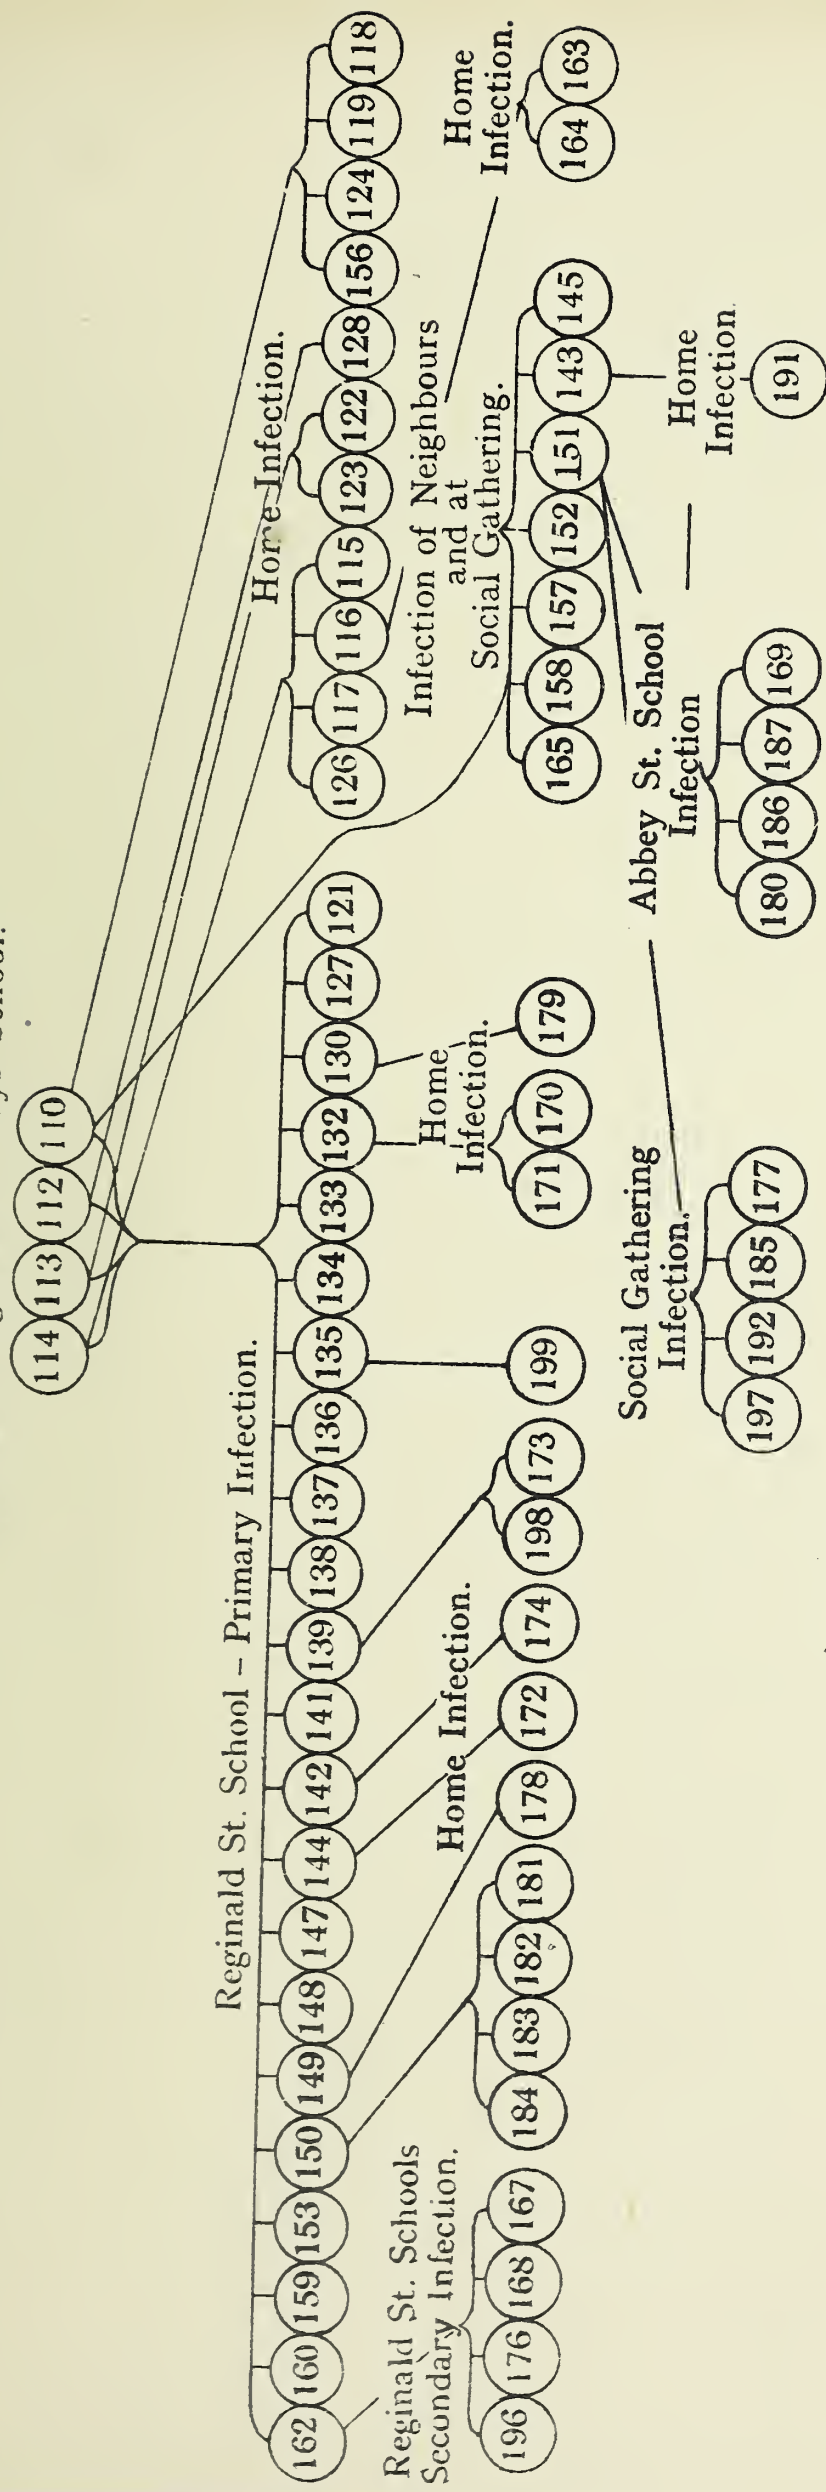 114 113 112 110
Reginald St. School – Primary Infection.
Home Infection.
162 160 159 153 150 149 148 147 144 142 141 139 138 137 136 135 134 133 132 130 127 121
126 117 116 115 123 122 128 156 124 119 118
Reginald St. Schools
Secondary Infection.
196 176 168 167
Home Infection.
184 183 182 181 178 172 174 198 173 199
Home
Infection.
171 170 179
Infection of Neighbours
and at
Social Gathering.
165 158 157 152 151 143 145
Home
Infection.
164 163
Social Gathering
Infection.
197 192 185 177
Abbey St. School
Infection
180 186 187 169
Home
Infection
191